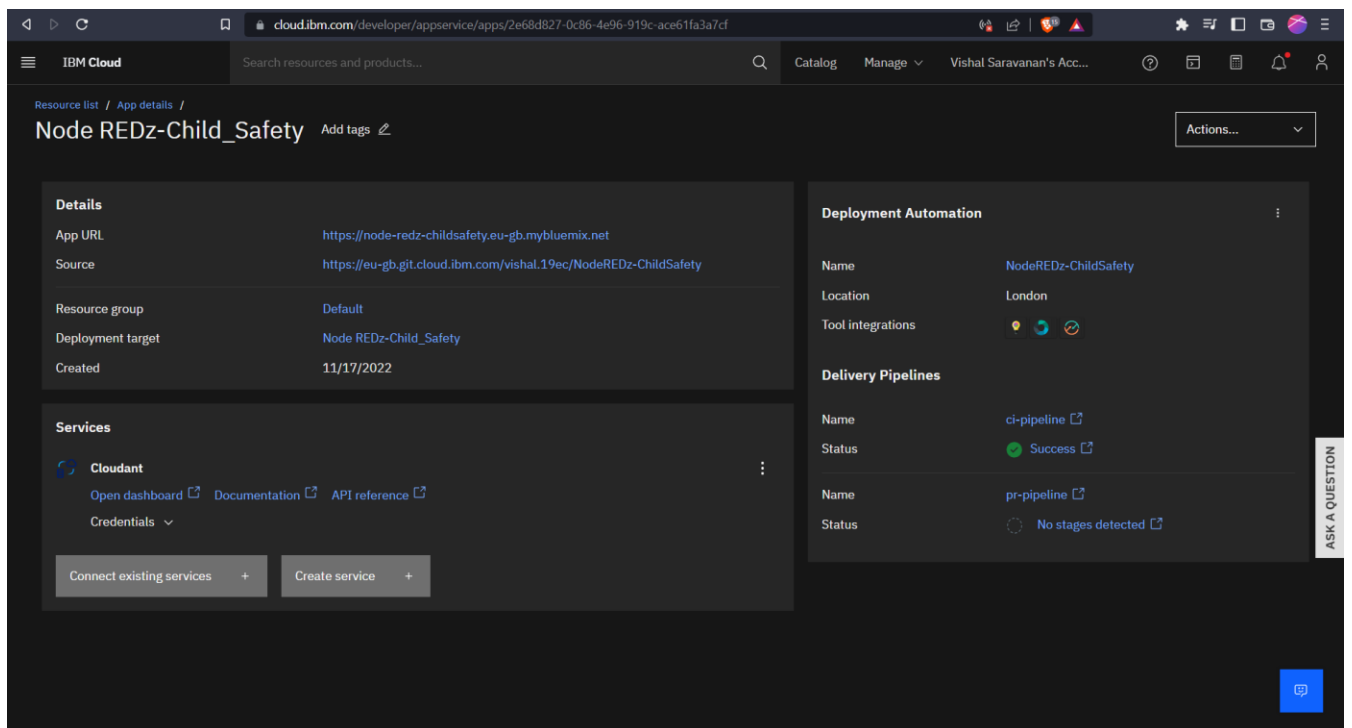 cloud.ibm.com/developer/appservice/apps/2e68d827-0c86-4e96-919c-ace61fa3a7cf
IBM Cloud
Search resources and products...
Catalog
Manage
Vishal Saravanan's Acc...
Resource list / App details /
Node REDz-Child_Safety
Add tags
Actions...
Details
App URL
https://node-redz-childsafety.eu-gb.mybluemix.net
Source
https://eu-gb.git.cloud.ibm.com/vishal.19ec/NodeREDz-ChildSafety
Resource group
Default
Deployment target
Node REDz-Child_Safety
Created
11/17/2022
Services
Cloudant
Open dashboard
Documentation
API reference
Credentials
Connect existing services +
Create service +
Deployment Automation
Name
NodeREDz-ChildSafety
Location
London
Tool integrations
Delivery Pipelines
Name
ci-pipeline
Status
Success
Name
pr-pipeline
Status
No stages detected
ASK A QUESTION